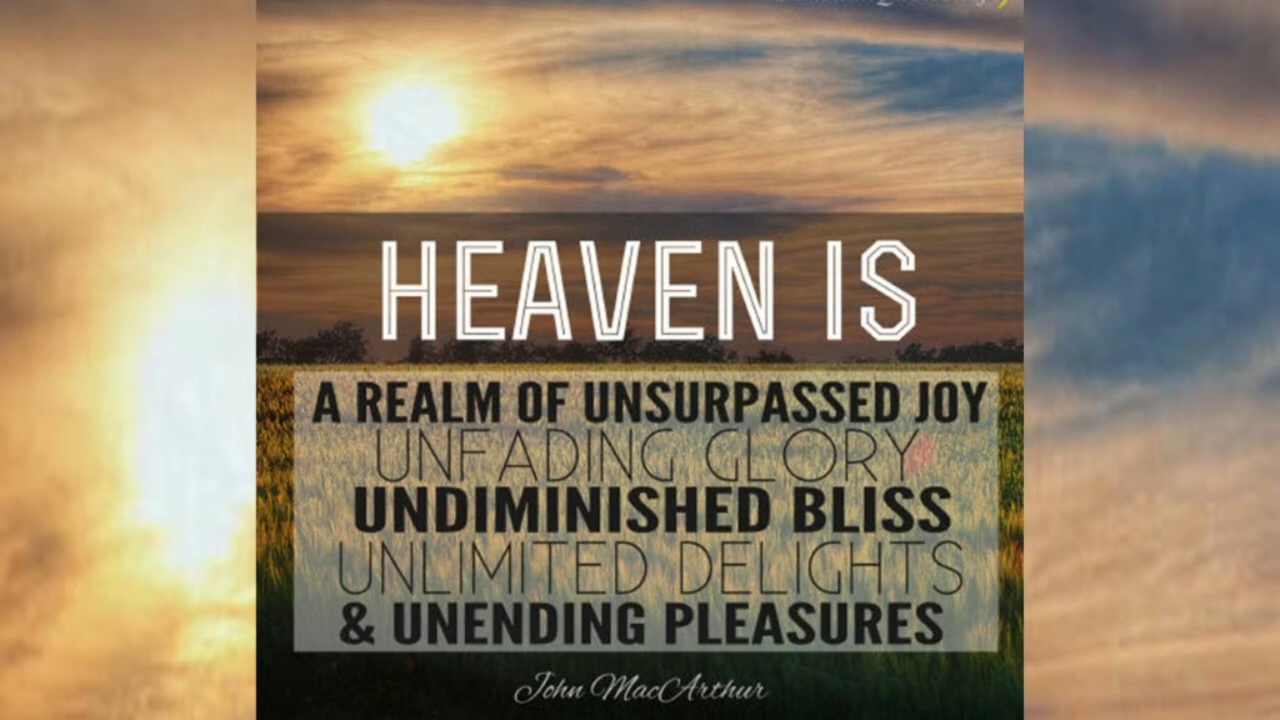 HEAVEN IS
A REALM OF UNSURPASSED JOY
UNFADING GLORY
UNDIMINISHED BLISS
UNLIMITED DELIGHTS
& UNENDING PLEASURES
John MacArthur